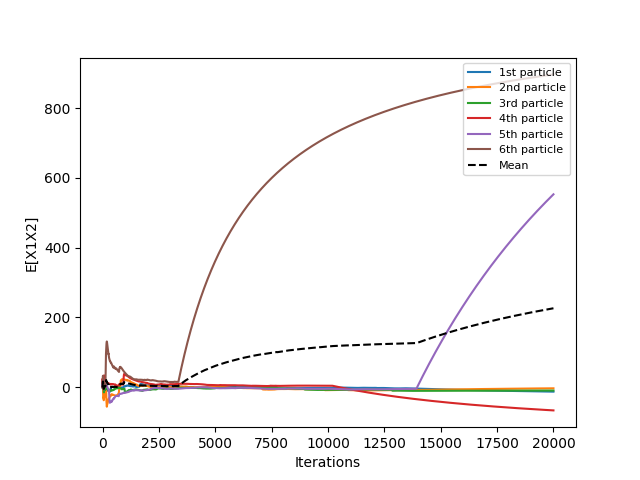 800
600
400
200
0
E[X1X2]
0
2500
5000
7500
10000
12500
15000
17500
20000
Iterations
1st particle
2nd particle
3rd particle
4th particle
5th particle
6th particle
Mean